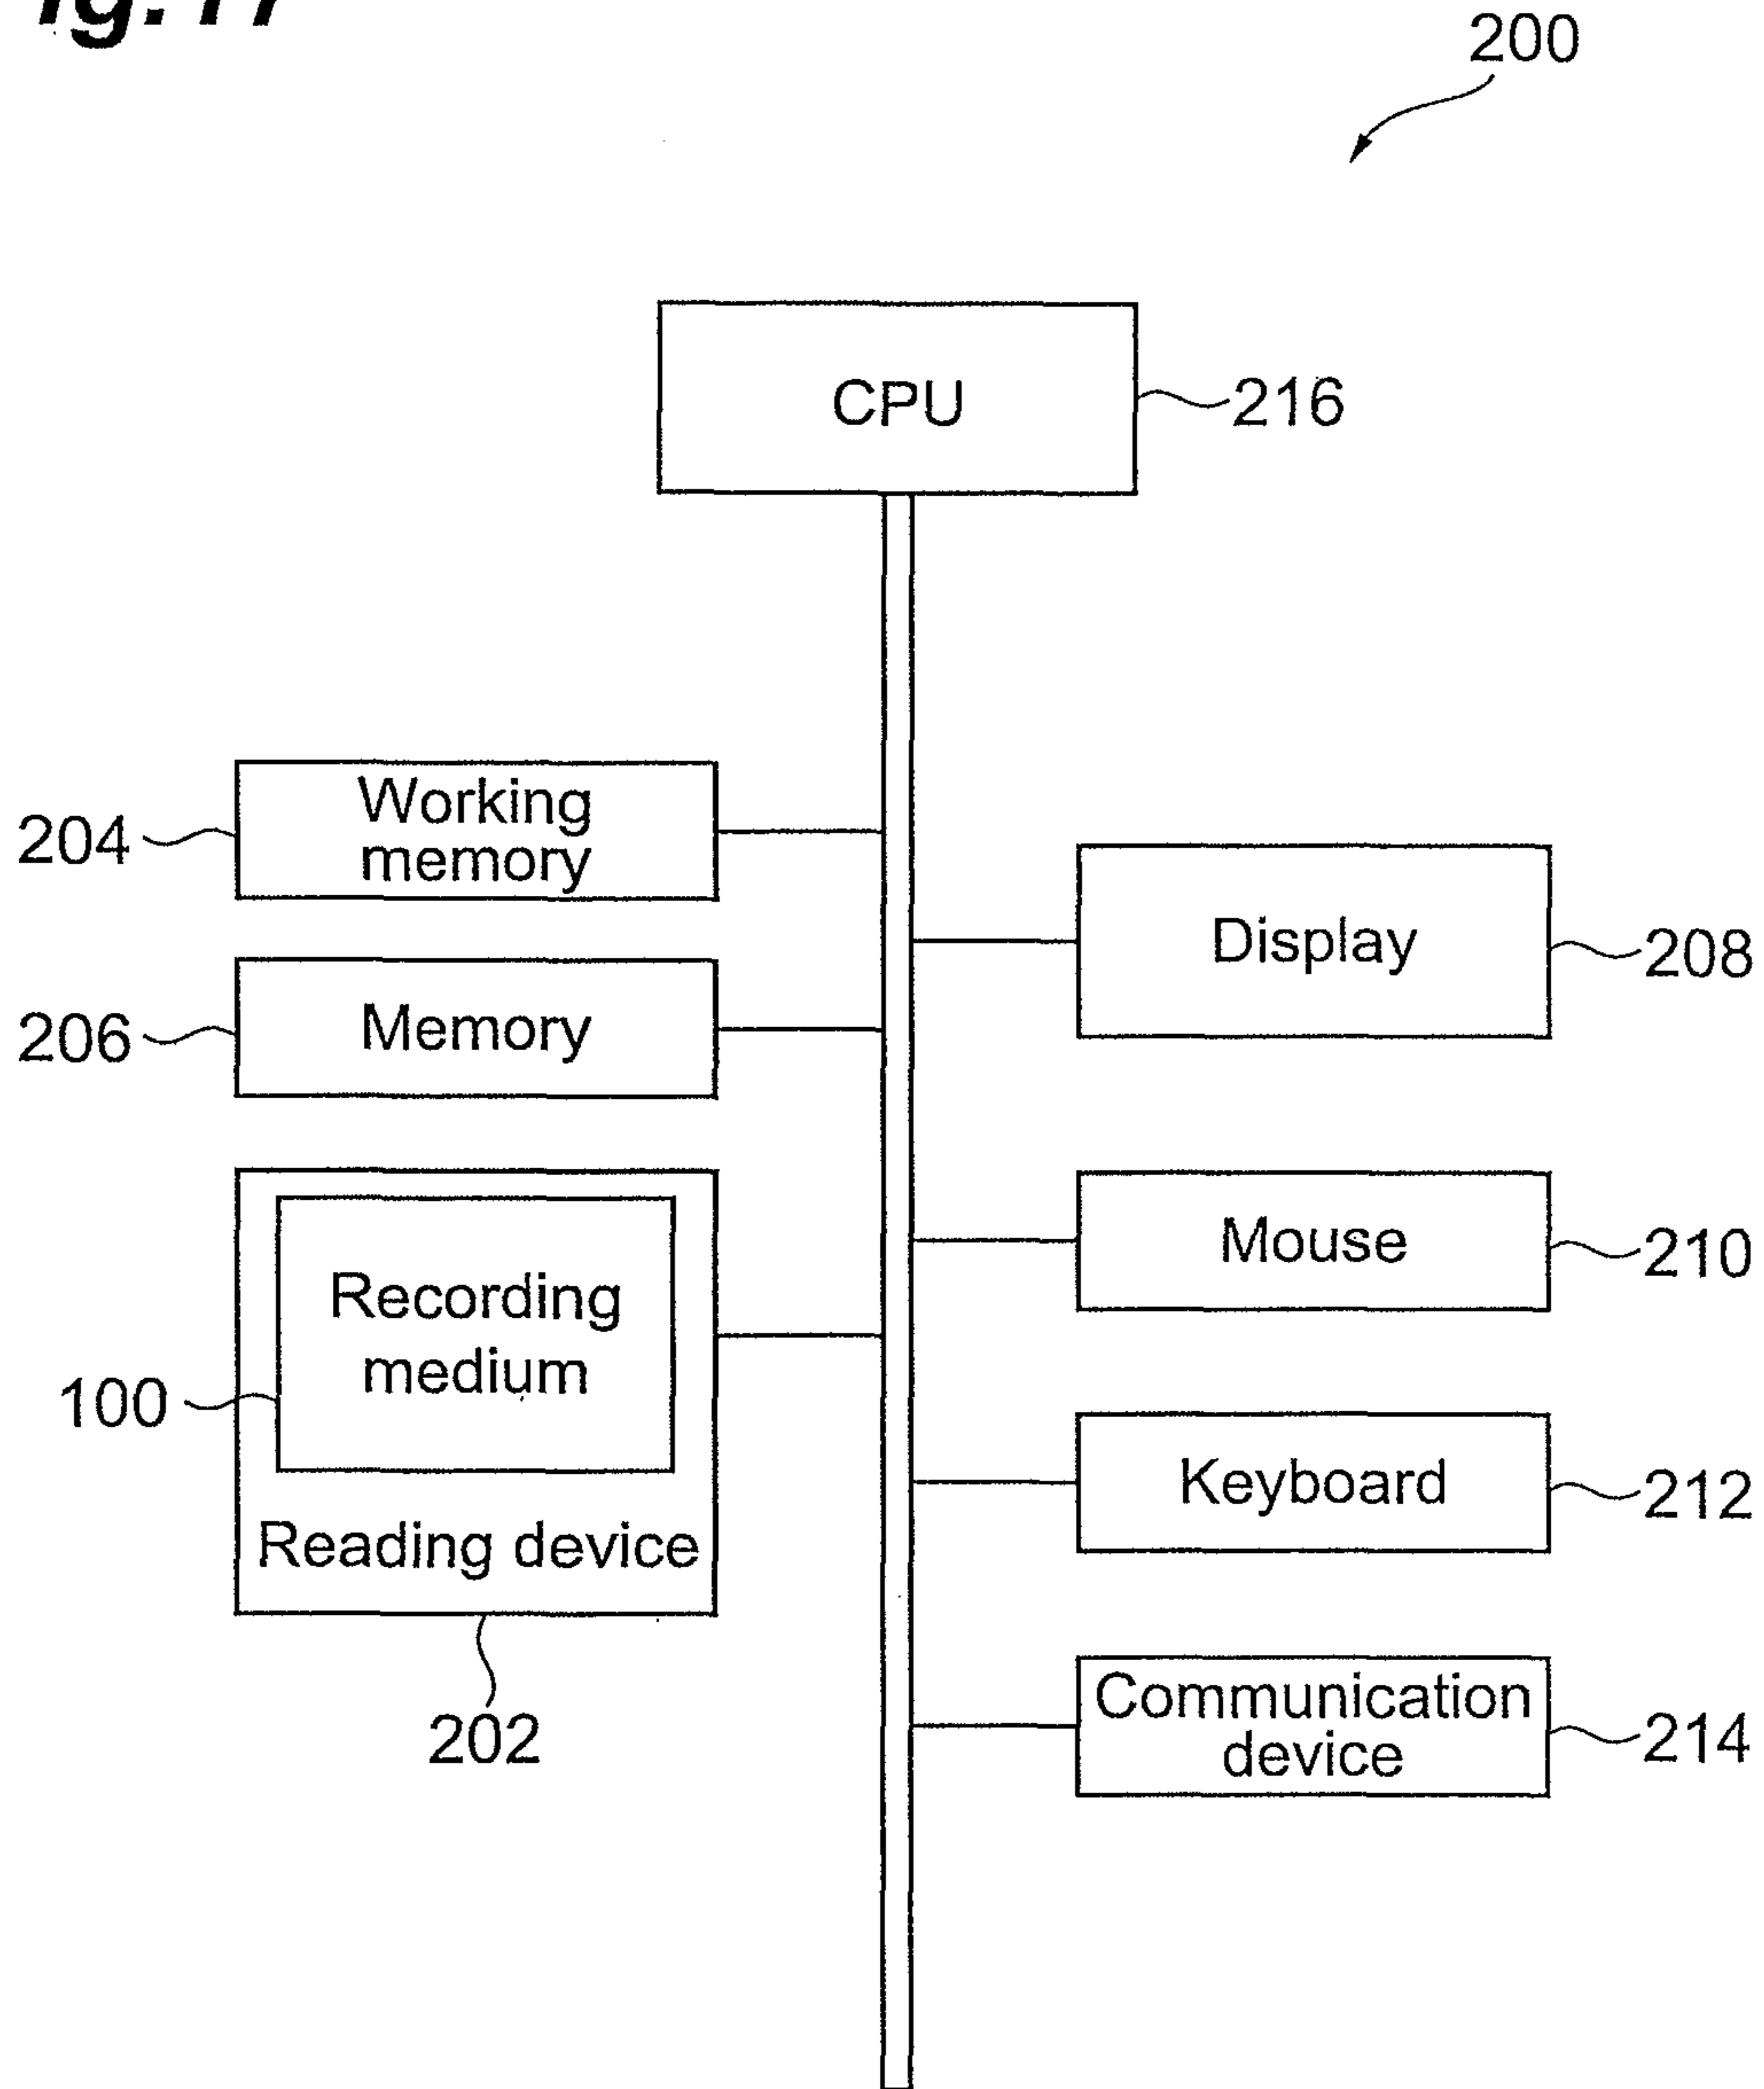 200
CPU
216
204
Working
memory
Display
208
206
Memory
Mouse
210
Recording
medium
100
Keyboard
212
Reading device
202
Communication
device
214